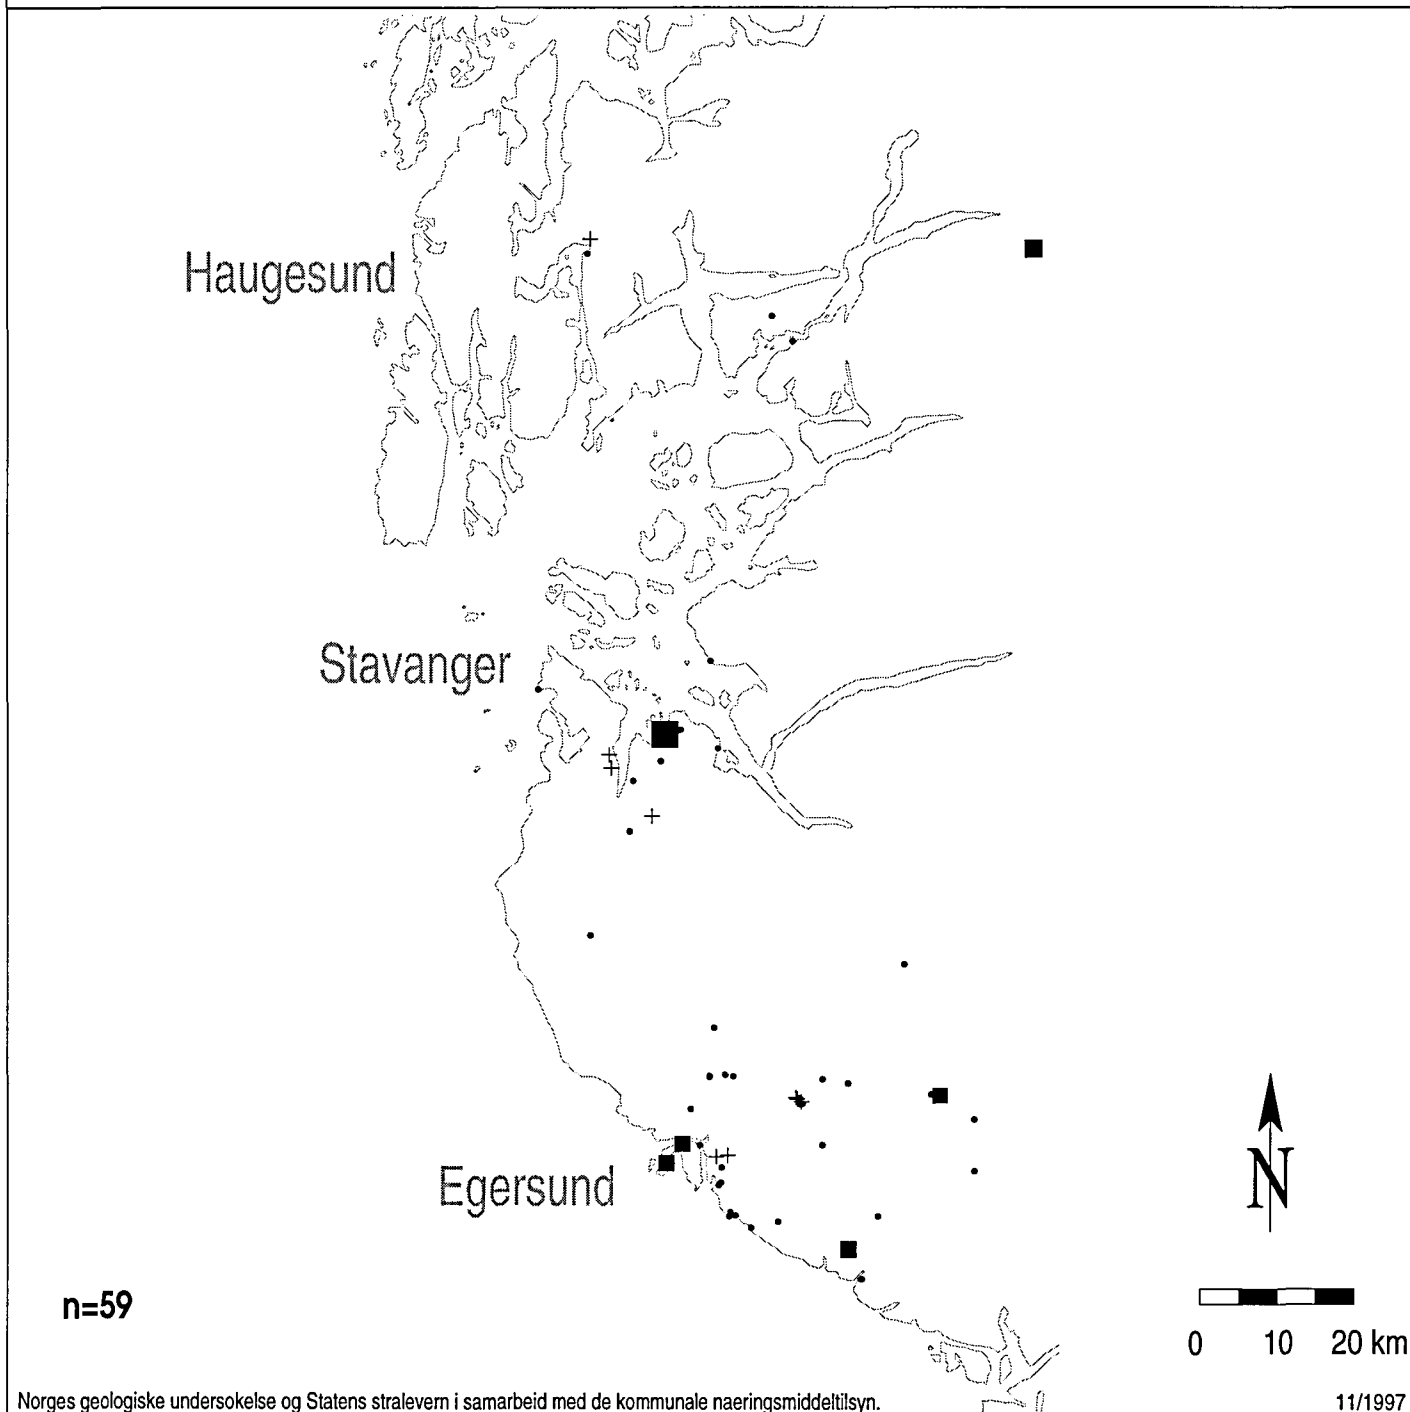 Haugesund
Stavanger
Egersund
N
n=59
0 10 20 km
Norges geologiske undersokelse og Statens stralevern i samarbeid med de kommunale naeringsmiddeltilsyn.
11/1997